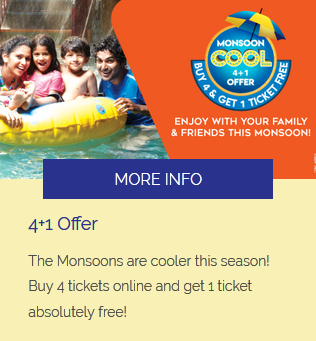 MONSOON
COOL
4+1
OFFER
BUY 4 & GET 1 TICKET FREE
ENJOY WITH YOUR FAMILY
& FRIENDS THIS MONSOON!
MORE INFO
4+1 Offer
The Monsoons are cooler this season!
Buy 4 tickets online and get 1 ticket
absolutely free!